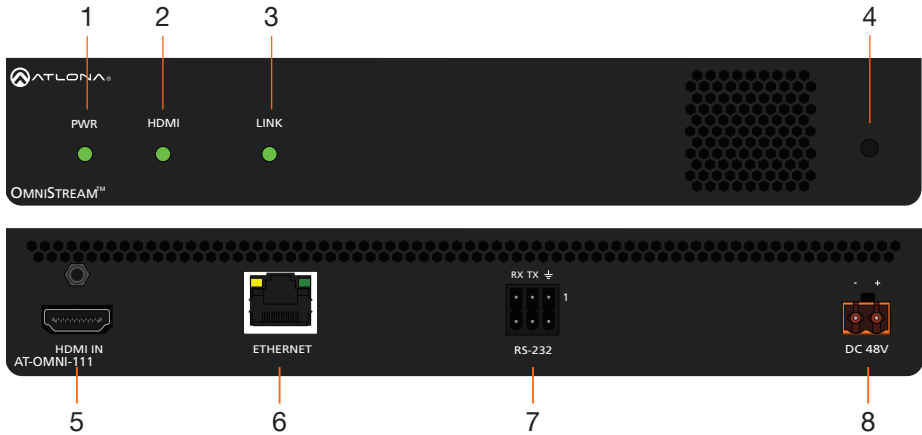 1 2 3 4
ATLONA®
PWR HDMI LINK
OMNISTREAM™
RX TX
- +
1
HDMI IN ETHERNET RS-232 DC 48V
AT-OMNI-111
5 6 7 8